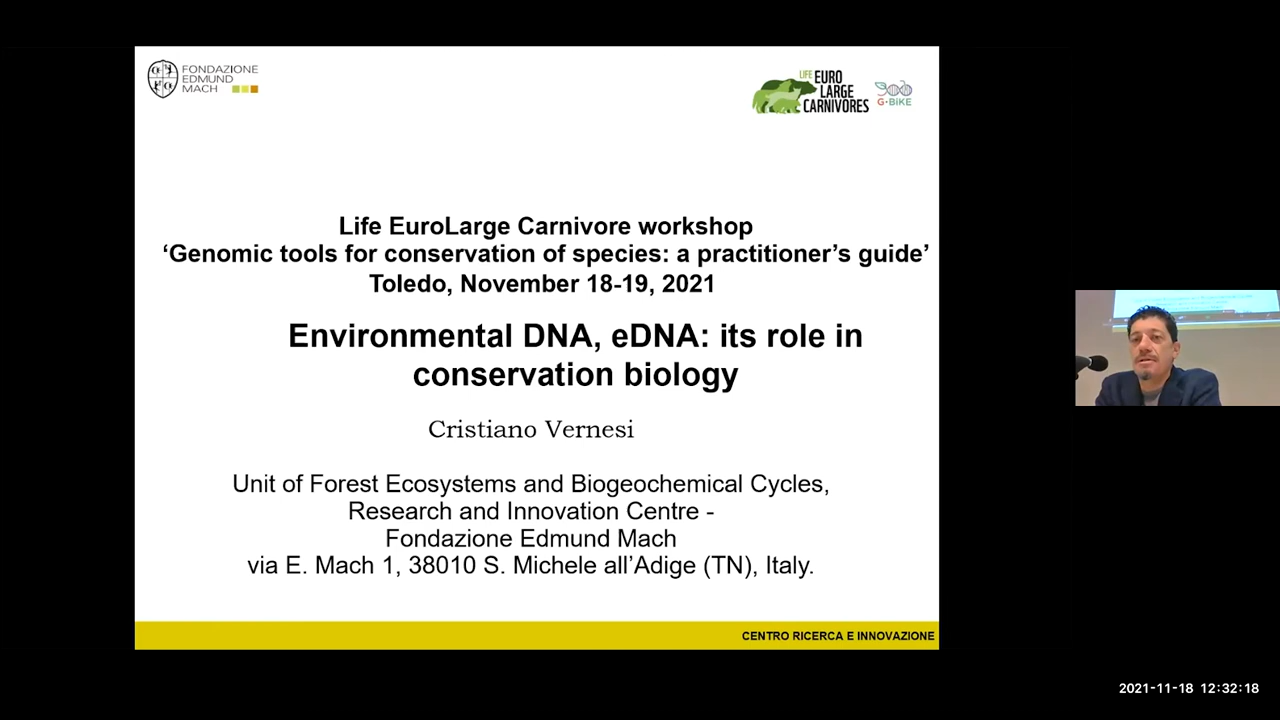 FONDAZIONE
EDMUND
MACH
LIFE EURO
LARGE
CARNIVORES
G·BiKE
Life EuroLarge Carnivore workshop
‘Genomic tools for conservation of species: a practitioner’s guide’
Toledo, November 18-19, 2021
Environmental DNA, eDNA: its role in
conservation biology
Cristiano Vernesi
Unit of Forest Ecosystems and Biogeochemical Cycles,
Research and Innovation Centre -
Fondazione Edmund Mach
via E. Mach 1, 38010 S. Michele all’Adige (TN), Italy.
CENTRO RICERCA E INNOVAZIONE
2021-11-18 12:32:18